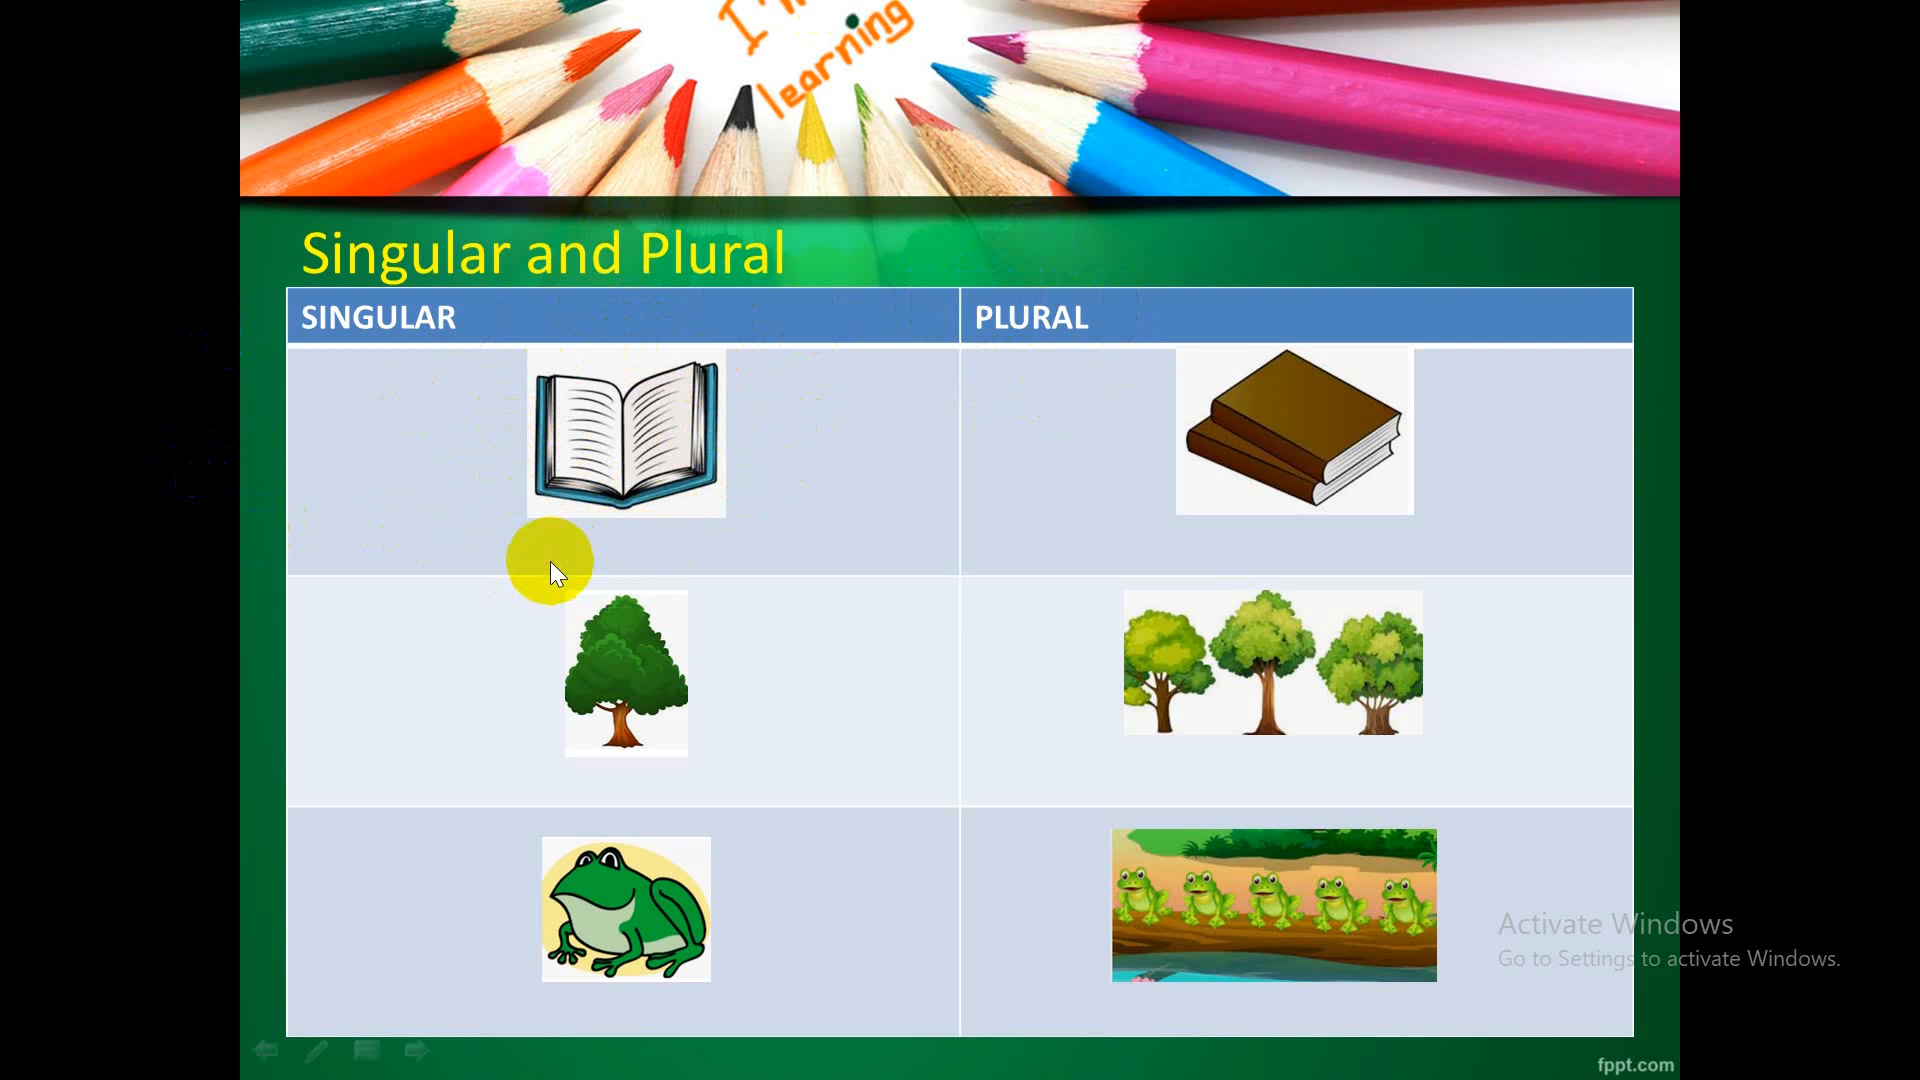 I'm
learning
Singular and Plural
SINGULAR
PLURAL
Activate Windows
Go to Settings to activate Windows.
fppt.com